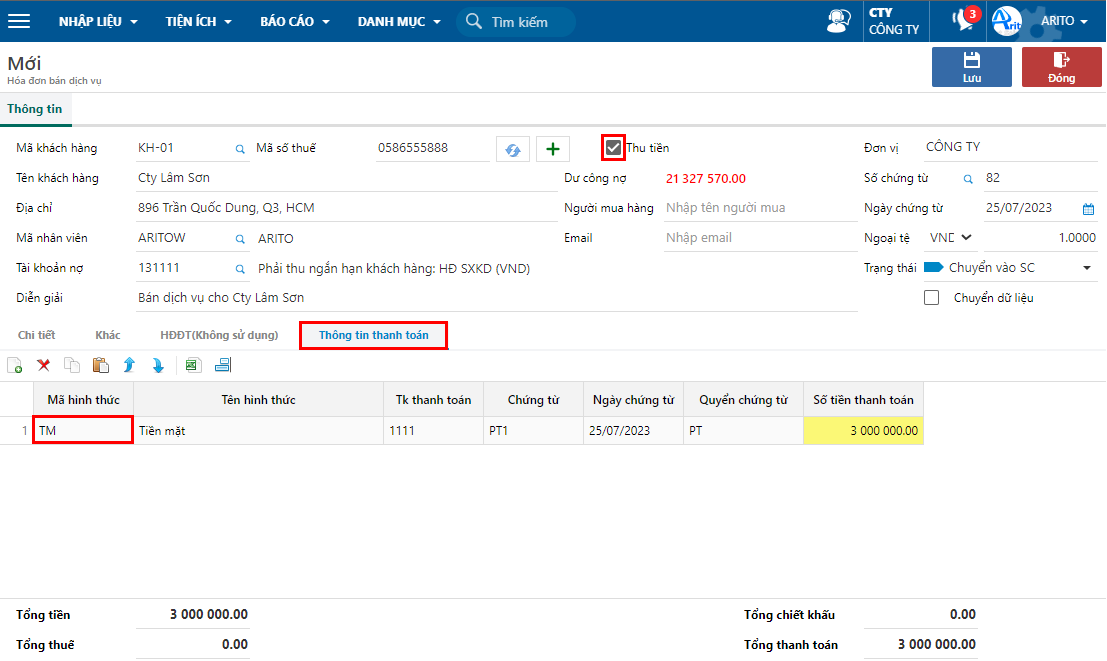 NHẬP LIỆU TIỆN ÍCH BÁO CÁO DANH MỤC Tìm kiếm CTY CÔNG TY 3 Arit ARITO
Mới
Hóa đơn bán dịch vụ
Lưu Đóng
Thông tin
Mã khách hàng KH-01 Mã số thuế 0586555888 Thu tiền Đơn vị CÔNG TY
Tên khách hàng Cty Lâm Sơn Dư công nợ 21 327 570.00 Số chứng từ 82
Địa chỉ 896 Trần Quốc Dung, Q3, HCM Người mua hàng Nhập tên người mua Ngày chứng từ 25/07/2023
Mã nhân viên ARITOW ARITO Email Nhập email Ngoại tệ VND 1.0000
Tài khoản nợ 131111 Phải thu ngắn hạn khách hàng: HĐ SXKD (VND) Trạng thái Chuyển vào SC
Diễn giải Bán dịch vụ cho Cty Lâm Sơn Chuyển dữ liệu
Chi tiết Khác HĐĐT(Không sử dụng) Thông tin thanh toán
Mã hình thức Tên hình thức Tk thanh toán Chứng từ Ngày chứng từ Quyển chứng từ Số tiền thanh toán
1 TM Tiền mặt 1111 PT1 25/07/2023 PT 3 000 000.00
Tổng tiền 3 000 000.00 Tổng chiết khấu 0.00
Tổng thuế 0.00 Tổng thanh toán 3 000 000.00